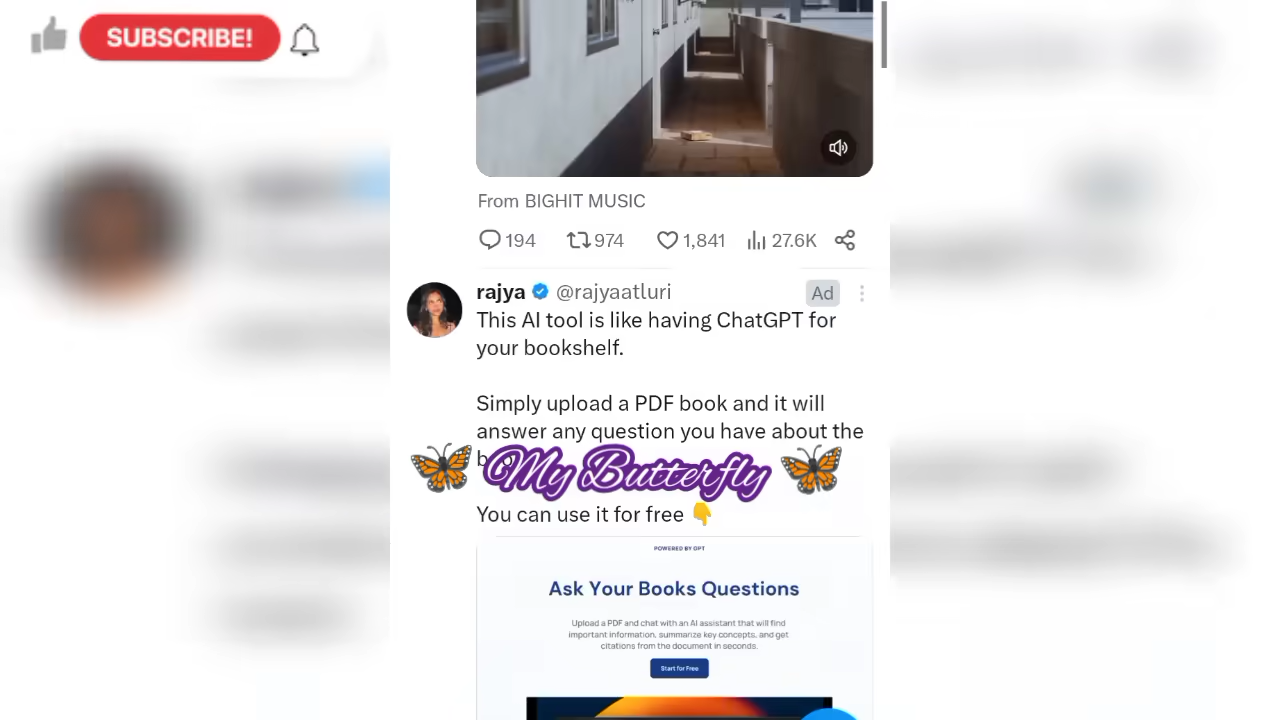 SUBSCRIBE!
From BIGHIT MUSIC
194 974 1,841 27.6K
rajya @rajyaatluri Ad
This AI tool is like having ChatGPT for
your bookshelf.
Simply upload a PDF book and it will
answer any question you have about the
My Butterfly
You can use it for free 👇
POWERED BY GPT
Ask Your Books Questions
Upload a PDF and chat with an AI assistant that will find
important information, summarize key concepts, and get
citations from the document in seconds.
Start for Free